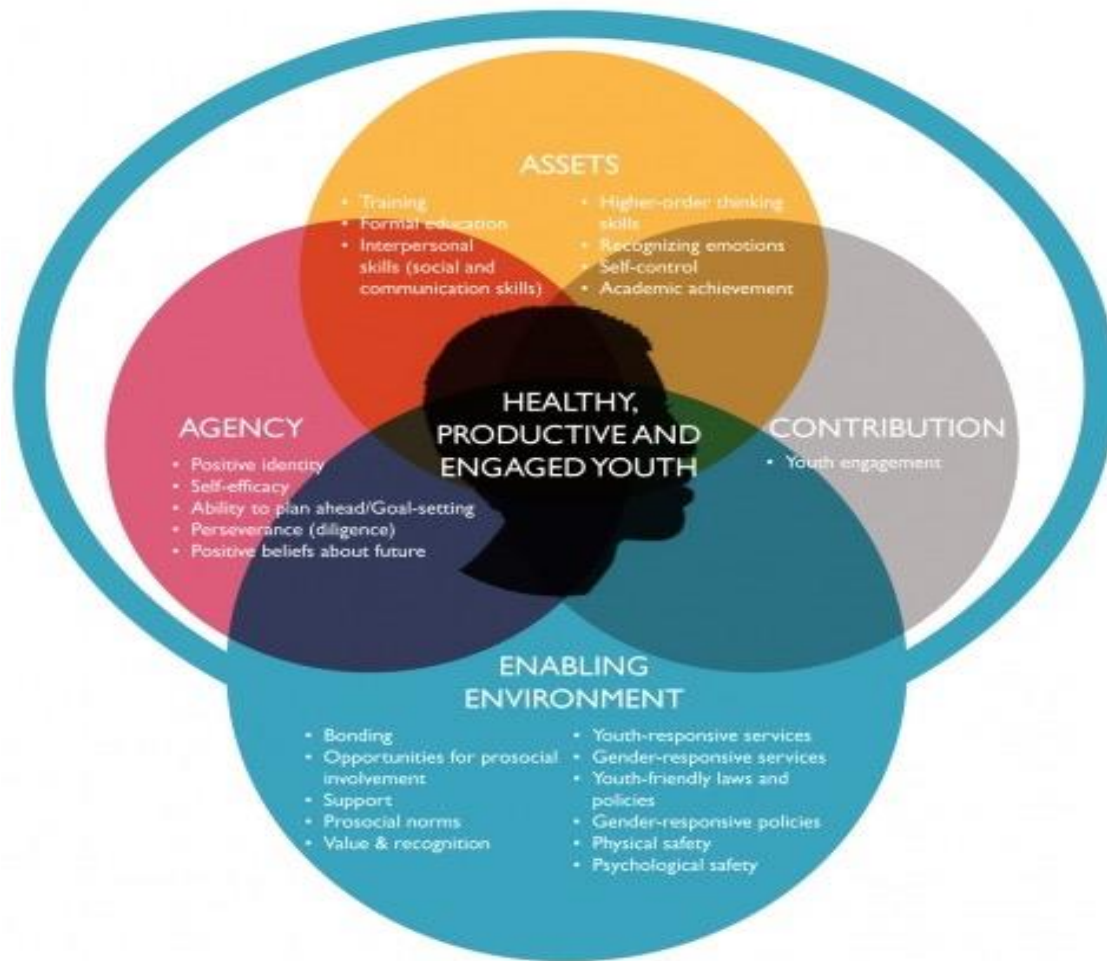 ASSETS
• Training
• Formal education
• Interpersonal
skills (social and
communication skills)
• Higher-order thinking
skills
• Recognizing emotions
• Self-control
• Academic achievement
AGENCY
• Positive identity
• Self-efficacy
• Ability to plan ahead/Goal-setting
• Perseverance (diligence)
• Positive beliefs about future
HEALTHY,
PRODUCTIVE AND
ENGAGED YOUTH
CONTRIBUTION
• Youth engagement
ENABLING
ENVIRONMENT
• Bonding
• Opportunities for prosocial
involvement
• Support
• Prosocial norms
• Value & recognition
• Youth-responsive services
• Gender-responsive services
• Youth-friendly laws and
policies
• Gender-responsive policies
• Physical safety
• Psychological safety